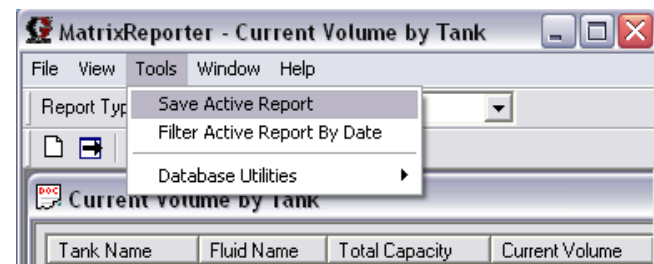 MatrixReporter - Current Volume by Tank
File View Tools Window Help
Report Typ
Save Active Report
Filter Active Report By Date
Database Utilities
DOC
Current Volume by Tank
Tank Name Fluid Name Total Capacity Current Volume